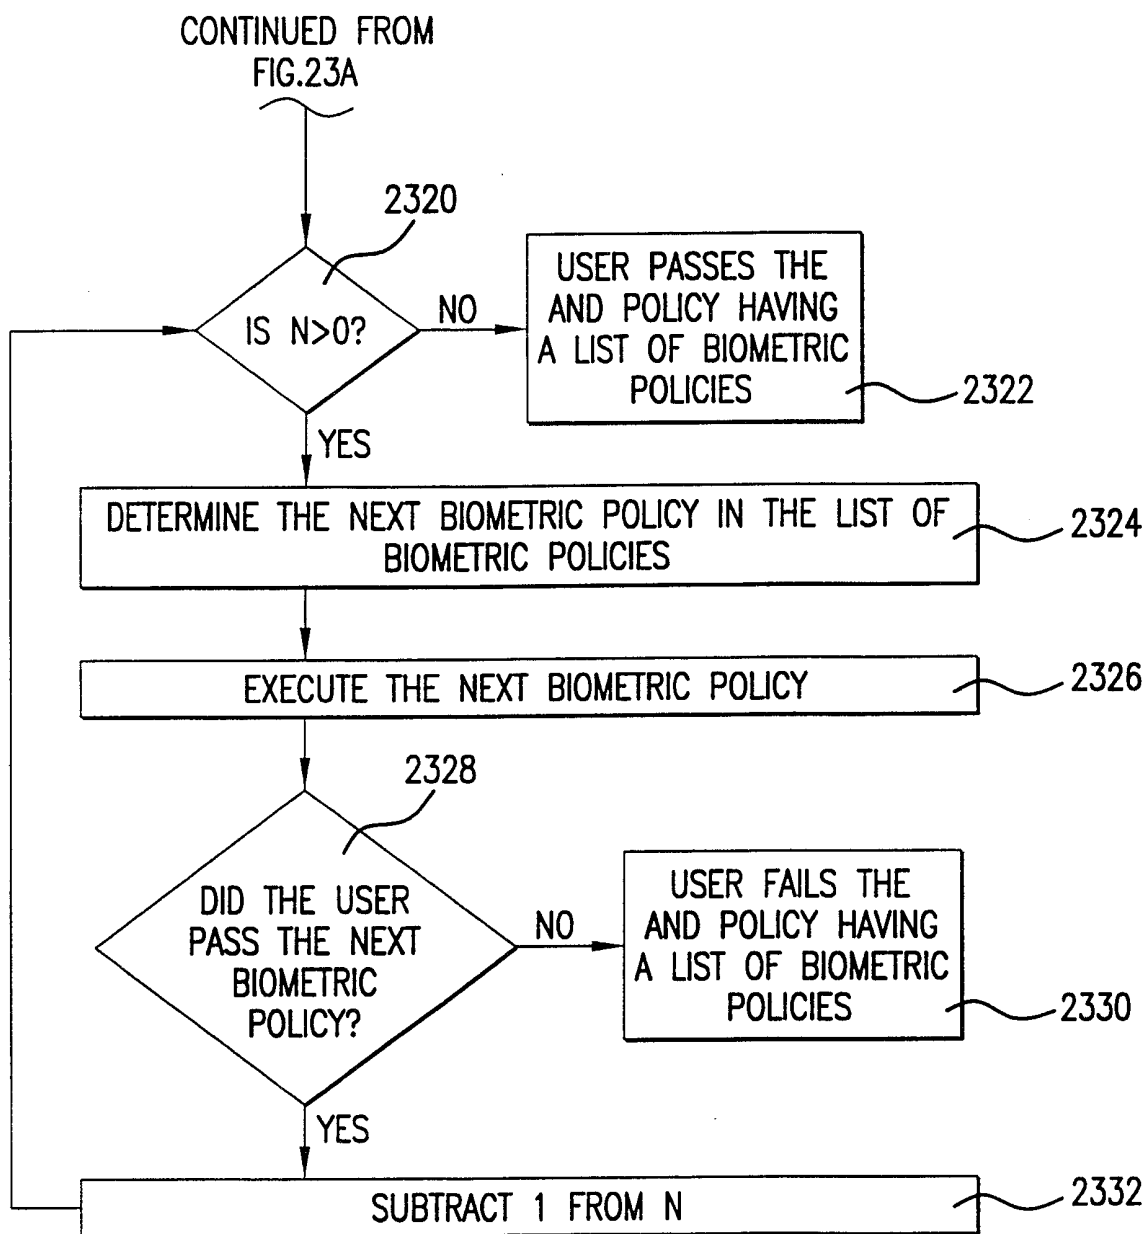 CONTINUED FROM
FIG.23A
2320
IS N>0?
NO
USER PASSES THE
AND POLICY HAVING
A LIST OF BIOMETRIC
POLICIES
2322
YES
DETERMINE THE NEXT BIOMETRIC POLICY IN THE LIST OF
BIOMETRIC POLICIES
2324
EXECUTE THE NEXT BIOMETRIC POLICY
2326
2328
DID THE USER
PASS THE NEXT
BIOMETRIC
POLICY?
NO
USER FAILS THE
AND POLICY HAVING
A LIST OF BIOMETRIC
POLICIES
2330
YES
SUBTRACT 1 FROM N
2332